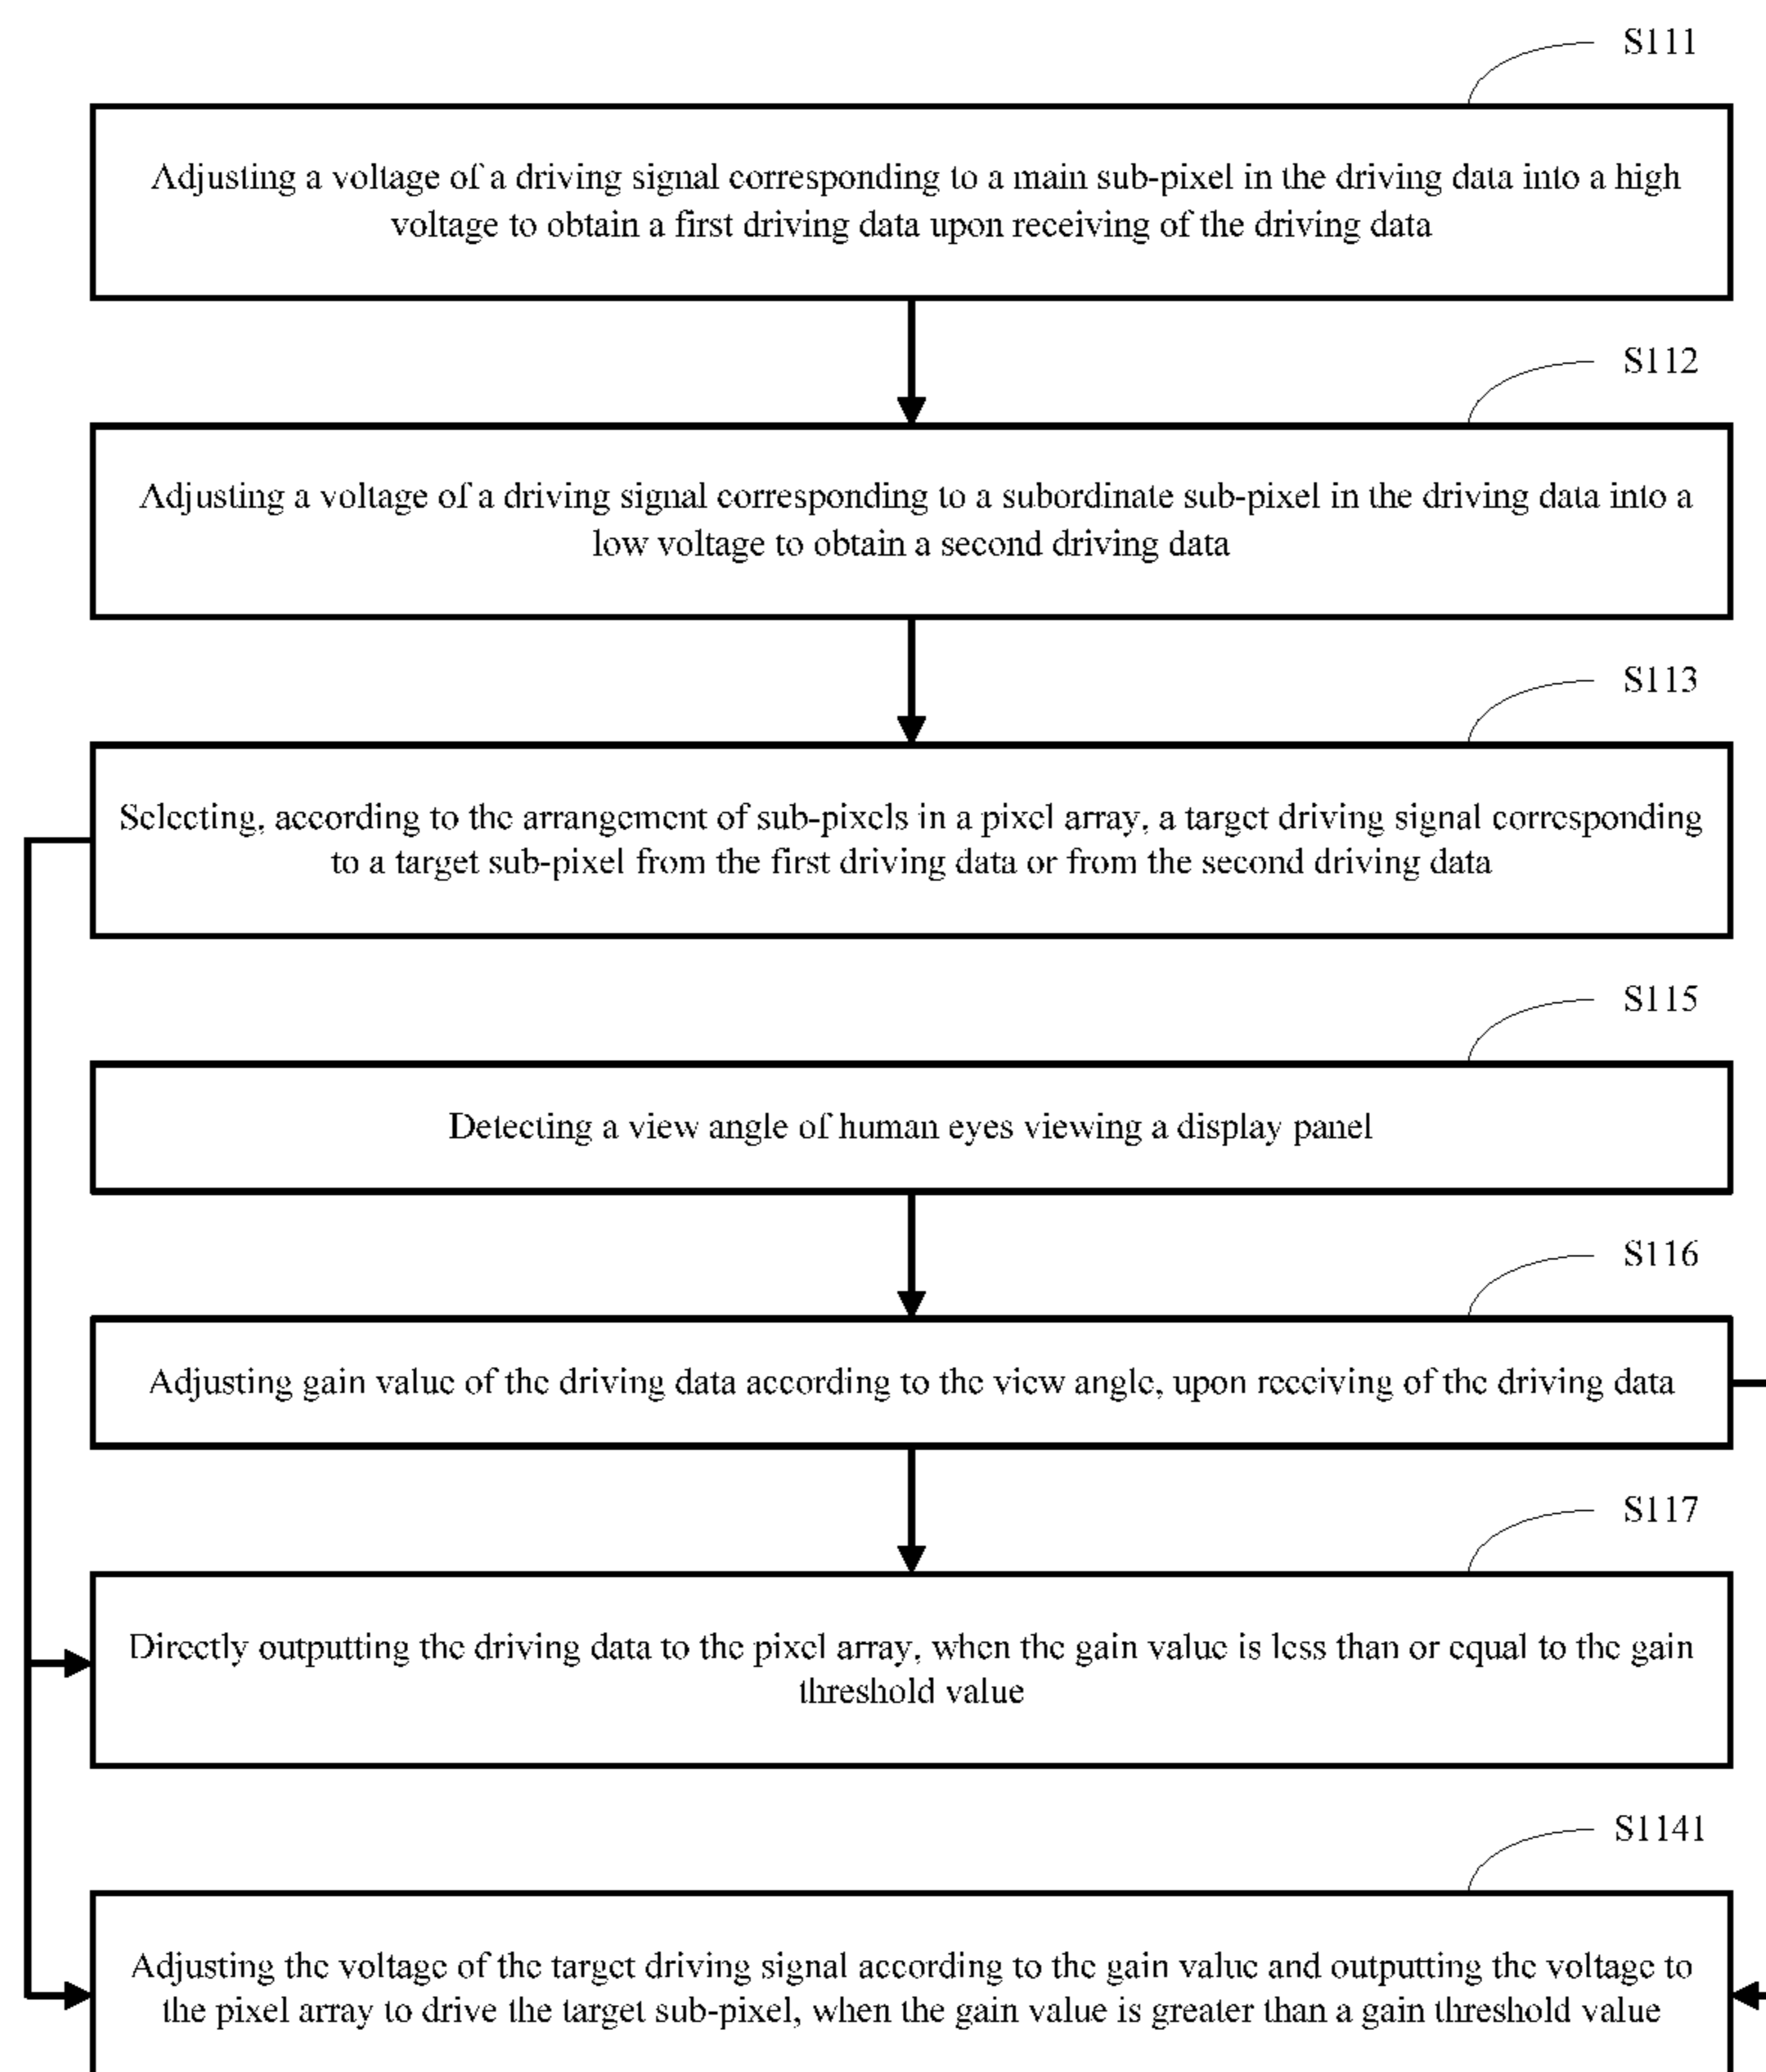 S111
Adjusting a voltage of a driving signal corresponding to a main sub-pixel in the driving data into a high
voltage to obtain a first driving data upon receiving of the driving data
S112
Adjusting a voltage of a driving signal corresponding to a subordinate sub-pixel in the driving data into a
low voltage to obtain a second driving data
S113
Selecting, according to the arrangement of sub-pixels in a pixel array, a target driving signal corresponding
to a target sub-pixel from the first driving data or from the second driving data
S115
Detecting a view angle of human eyes viewing a display panel
S116
Adjusting gain value of the driving data according to the view angle, upon receiving of the driving data
S117
Directly outputting the driving data to the pixel array, when the gain value is less than or equal to the gain
threshold value
S1141
Adjusting the voltage of the target driving signal according to the gain value and outputting the voltage to
the pixel array to drive the target sub-pixel, when the gain value is greater than a gain threshold value